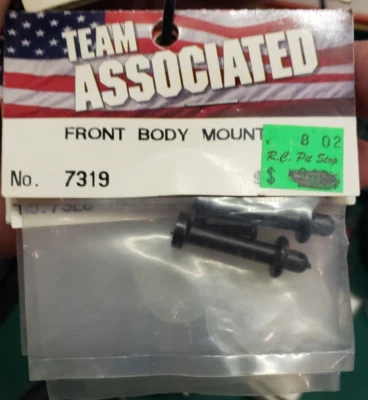 TEAM
ASSOCIATED
FRONT BODY MOUNT
8 02
R.C. Pit Stop
No. 7319
$